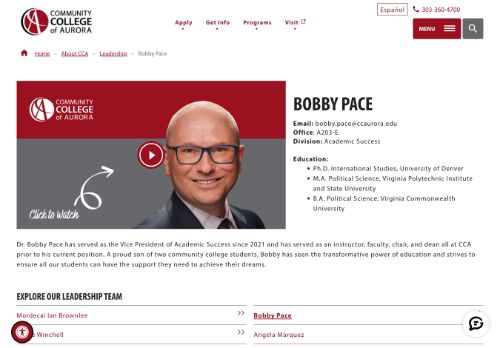 Español
303-360-4700
COMMUNITY
COLLEGE
of AURORA
Apply
Get Info
Programs
Visit
MENU
Home
About CCA
Leadership
Bobby Pace
COMMUNITY
COLLEGE
of AURORA
Click to Watch
BOBBY PACE
Email: bobby.pace@ccaurora.edu
Office: A203-E
Division: Academic Success
Education:
Ph.D. International Studies, University of Denver
M.A. Political Science, Virginia Polytechnic Institute
and State University
B.A. Political Science, Virginia Commonwealth
University
Dr. Bobby Pace has served as the Vice President of Academic Success since 2021 and has served as an instructor, faculty, chair, and dean all at CCA
prior to his current position. A proud son of two community college students, Bobby has seen the transformative power of education and strives to
ensure all our students can have the support they need to achieve their dreams.
EXPLORE OUR LEADERSHIP TEAM
Mordecai Ian Brownlee
Bobby Pace
Winchell
Angela Marquez